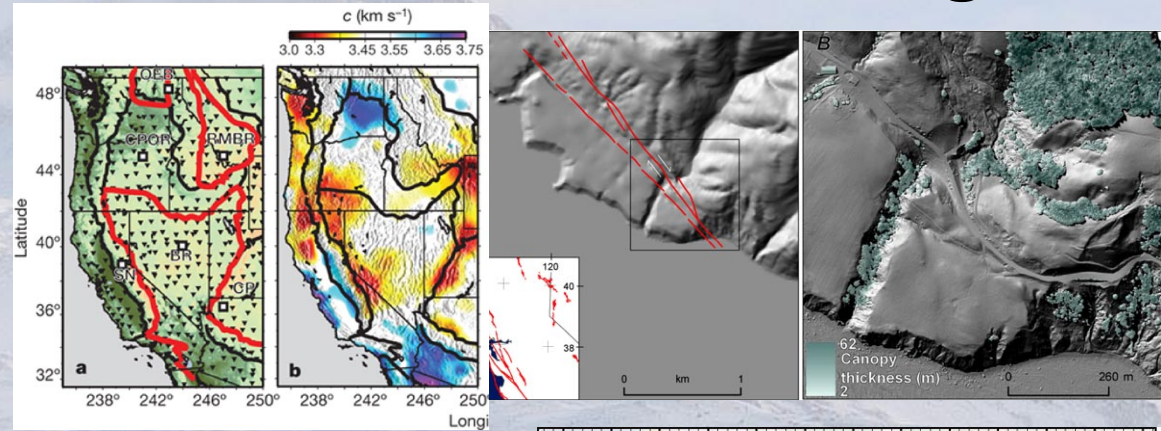 c (km s⁻¹)
3.0 3.3 3.45 3.55 3.65 3.75
Latitude
48°
44°
40°
36°
32°
OEB
CPOR
RMBR
BR
SN
CP
a
238° 242° 246° 250°
b
238° 242° 246° 250°
Longi
120
40
38
0 km 1
B
62
Canopy
thickness (m)
2
0 260 m